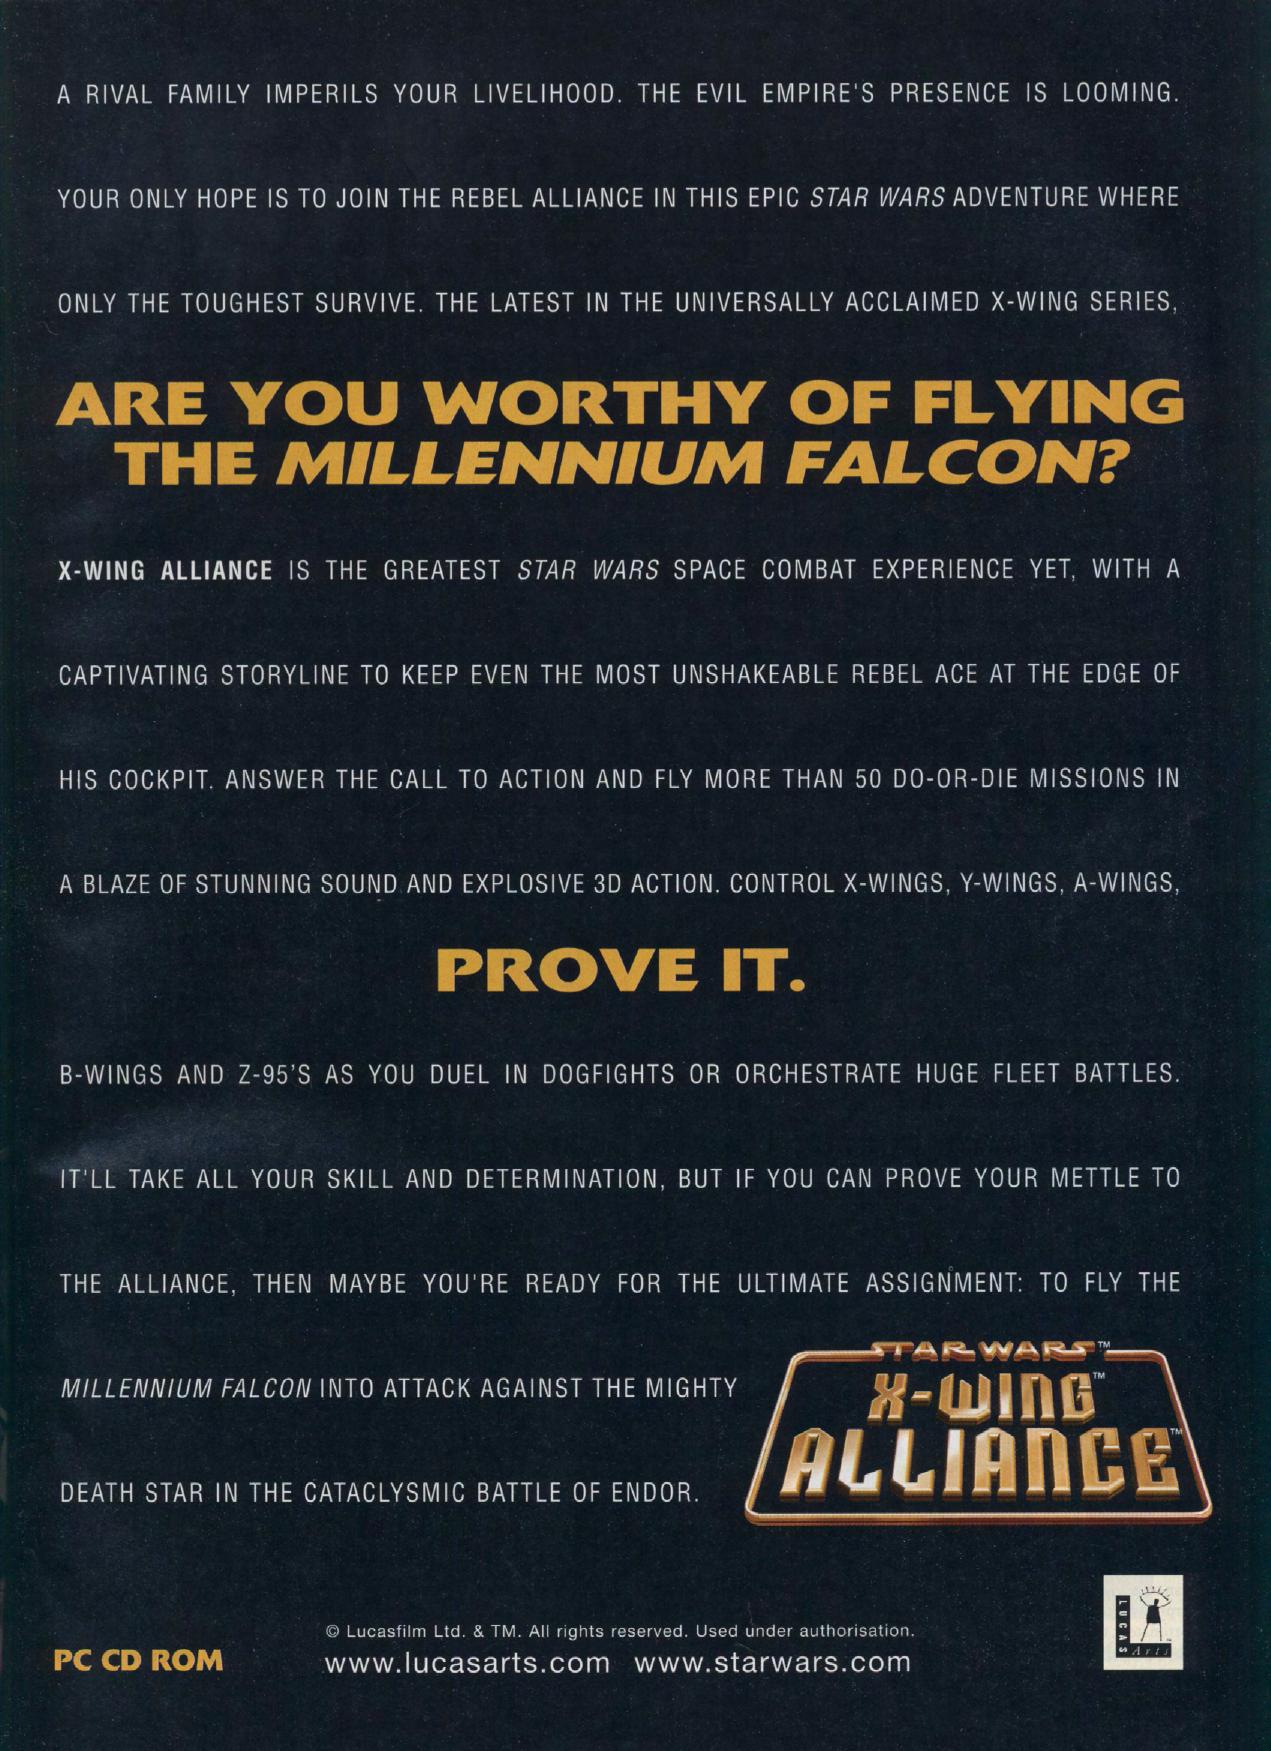 A RIVAL FAMILY IMPERILS YOUR LIVELIHOOD. THE EVIL EMPIRE'S PRESENCE IS LOOMING.
YOUR ONLY HOPE IS TO JOIN THE REBEL ALLIANCE IN THIS EPIC STAR WARS ADVENTURE WHERE
ONLY THE TOUGHEST SURVIVE. THE LATEST IN THE UNIVERSALLY ACCLAIMED X-WING SERIES,
ARE YOU WORTHY OF FLYING
THE MILLENNIUM FALCON?
X-WING ALLIANCE IS THE GREATEST STAR WARS SPACE COMBAT EXPERIENCE YET, WITH A
CAPTIVATING STORYLINE TO KEEP EVEN THE MOST UNSHAKEABLE REBEL ACE AT THE EDGE OF
HIS COCKPIT. ANSWER THE CALL TO ACTION AND FLY MORE THAN 50 DO-OR-DIE MISSIONS IN
A BLAZE OF STUNNING SOUND AND EXPLOSIVE 3D ACTION. CONTROL X-WINGS, Y-WINGS, A-WINGS,
PROVE IT.
B-WINGS AND Z-95'S AS YOU DUEL IN DOGFIGHTS OR ORCHESTRATE HUGE FLEET BATTLES.
IT'LL TAKE ALL YOUR SKILL AND DETERMINATION, BUT IF YOU CAN PROVE YOUR METTLE TO
THE ALLIANCE, THEN MAYBE YOU'RE READY FOR THE ULTIMATE ASSIGNMENT: TO FLY THE
MILLENNIUM FALCON INTO ATTACK AGAINST THE MIGHTY
DEATH STAR IN THE CATACLYSMIC BATTLE OF ENDOR.
STAR WARS™
X-WING™
ALLIANCE™
© Lucasfilm Ltd. & TM. All rights reserved. Used under authorisation.
PC CD ROM
www.lucasarts.com www.starwars.com
LUCAS
Arts